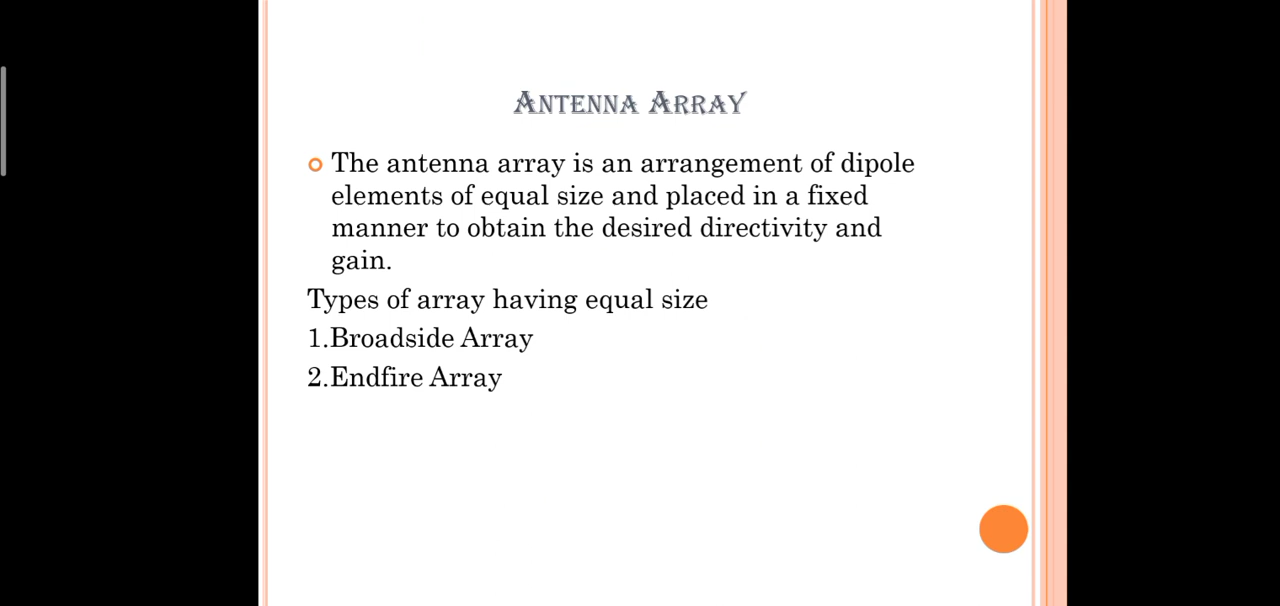 Antenna Array
The antenna array is an arrangement of dipole
elements of equal size and placed in a fixed
manner to obtain the desired directivity and
gain.
Types of array having equal size
1.Broadside Array
2.Endfire Array